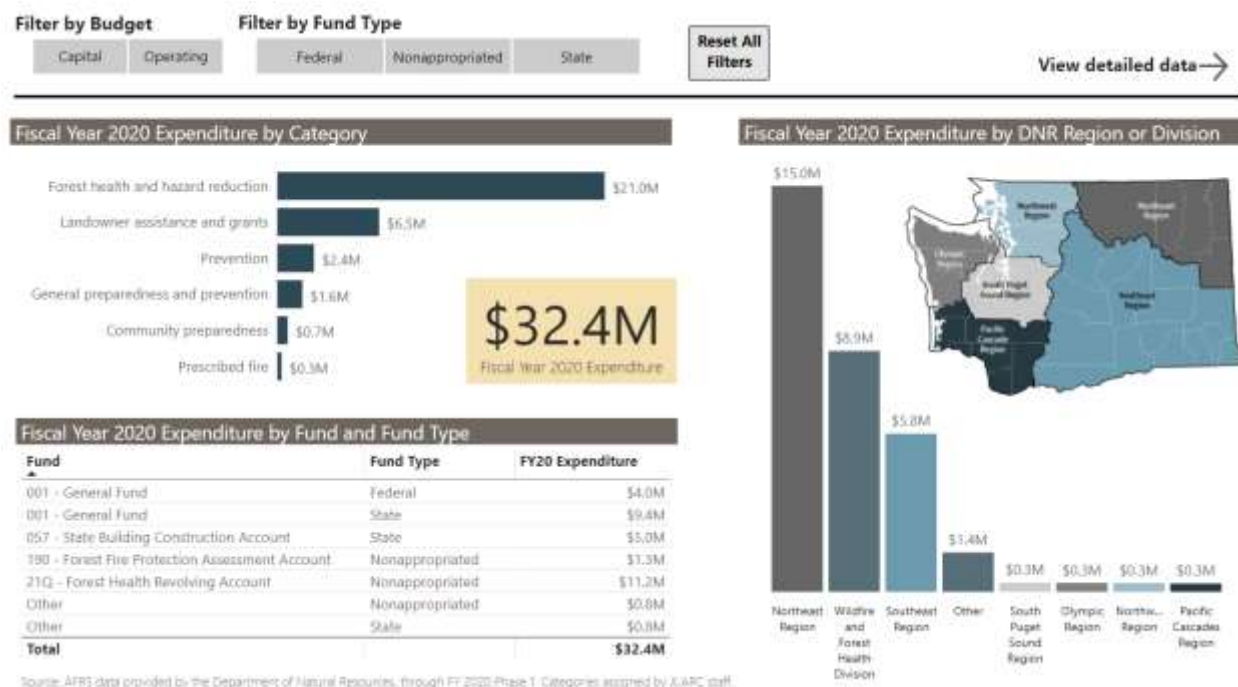 Filter by Budget
Filter by Fund Type
Capital
Operating
Federal
Nonappropriated
State
Reset All
Filters
View detailed data
Fiscal Year 2020 Expenditure by Category
Forest health and hazard reduction
$21.0M
Landowner assistance and grants
$6.5M
Prevention
$2.4M
General preparedness and prevention
$1.6M
Community preparedness
$0.7M
Prescribed fire
$0.3M
$32.4M
Fiscal Year 2020 Expenditure
Fiscal Year 2020 Expenditure by Fund and Fund Type
Fund Fund Type FY20 Expenditure
001 - General Fund Federal $4.0M
001 - General Fund State $9.4M
057 - State Building Construction Account State $5.0M
190 - Forest Fire Protection Assessment Account Nonappropriated $1.3M
21Q - Forest Health Revolving Account Nonappropriated $11.2M
Other Nonappropriated $0.8M
Other State $0.8M
Total $32.4M
Source: AFRS data provided by the Department of Natural Resources, through FY 2020 Phase 1. Categories assigned by JLARC staff.
Fiscal Year 2020 Expenditure by DNR Region or Division
$15.0M
$8.9M
$5.8M
$1.4M
$0.3M
$0.3M
$0.3M
$0.3M
Northwest
Region
Northeast
Region
Olympic
Region
South Puget
Sound Region
Southeast
Region
Pacific
Cascade
Region
Northeast
Region
Wildfire
and
Forest
Health
Division
Southeast
Region
Other
South
Puget
Sound
Region
Olympic
Region
Northw...
Region
Pacific
Cascades
Region